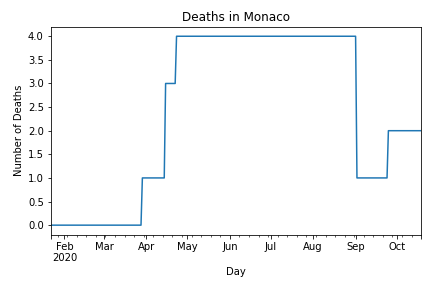 Deaths in Monaco
Number of Deaths
4.0
3.5
3.0
2.5
2.0
1.5
1.0
0.5
0.0
Feb Mar Apr May Jun Jul Aug Sep Oct
2020
Day